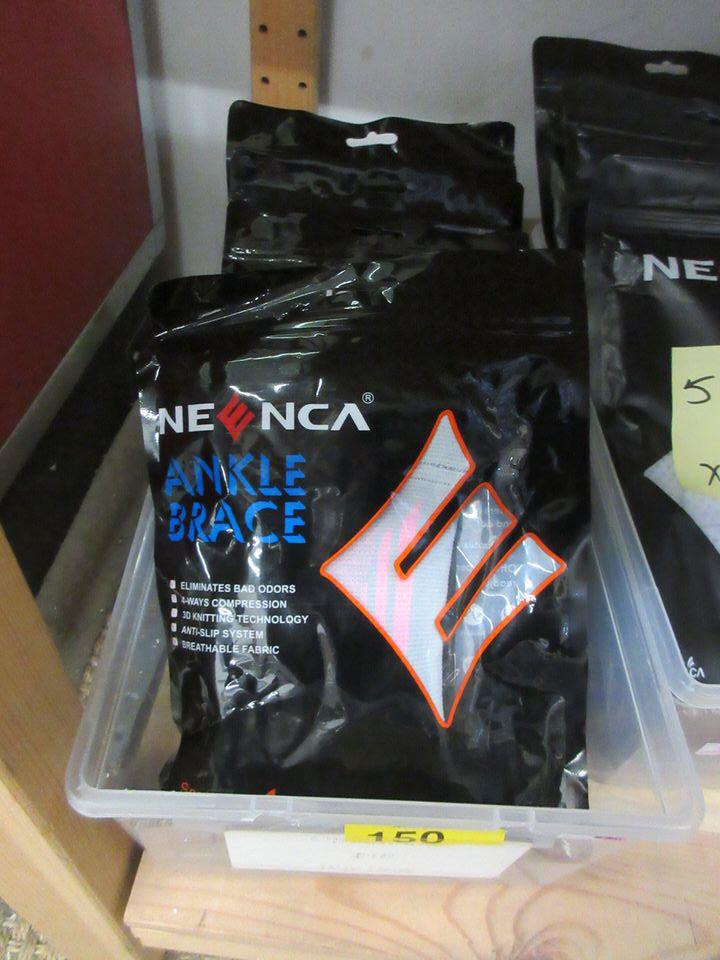 NEENCA®
ANKLE
BRACE
ELIMINATES BAD ODORS
4-WAYS COMPRESSION
3D KNITTING TECHNOLOGY
ANTI-SLIP SYSTEM
BREATHABLE FABRIC
150
NE
5
x